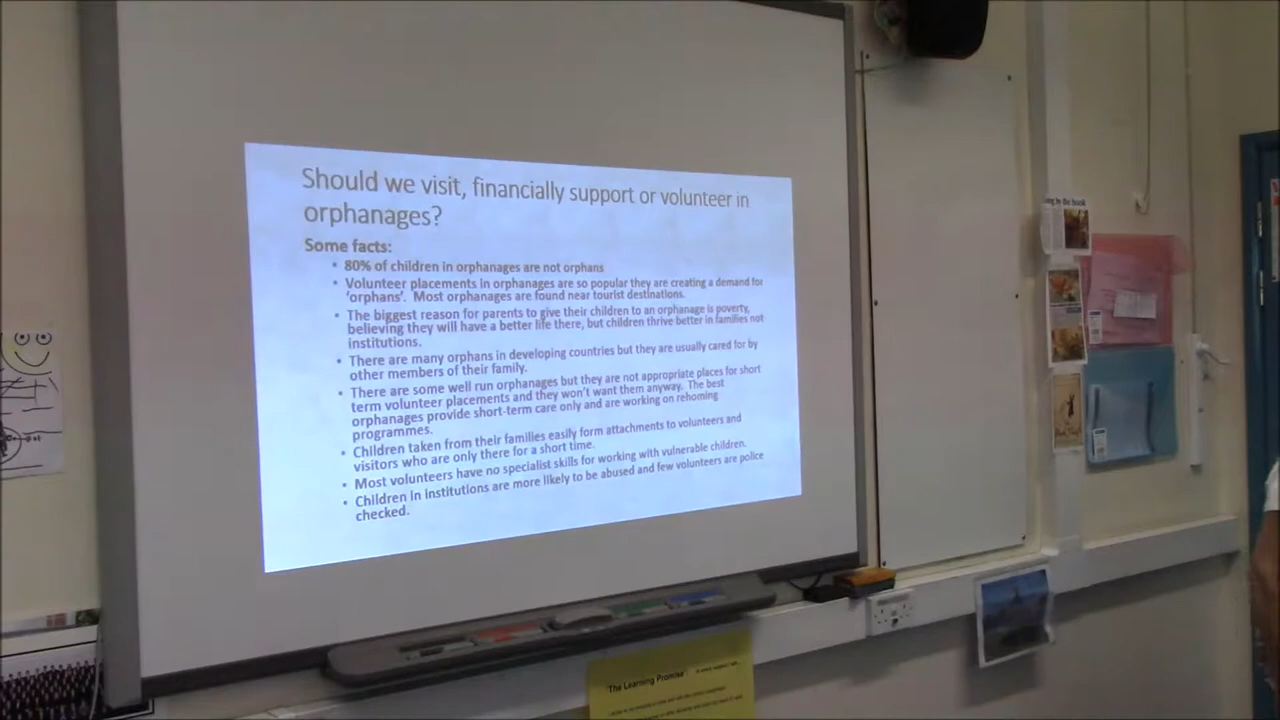 Should we visit, financially support or volunteer in
orphanages?
Some facts:
• 80% of children in orphanages are not orphans
• Volunteer placements in orphanages are so popular they are creating a demand for
'orphans'. Most orphanages are found near tourist destinations.
• The biggest reason for parents to give their children to an orphanage is poverty,
believing they will have a better life there, but children thrive better in families not
institutions.
• There are many orphans in developing countries but they are usually cared for by
other members of their family.
• There are some well run orphanages but they are not appropriate places for short
term volunteer placements and they won't want them anyway. The best
orphanages provide short-term care only and are working on rehoming
programmes.
• Children taken from their families easily form attachments to volunteers and
visitors who are only there for a short time.
• Most volunteers have no specialist skills for working with vulnerable children.
• Children in institutions are more likely to be abused and few volunteers are police
checked.
by the book
'The Learning Promise'